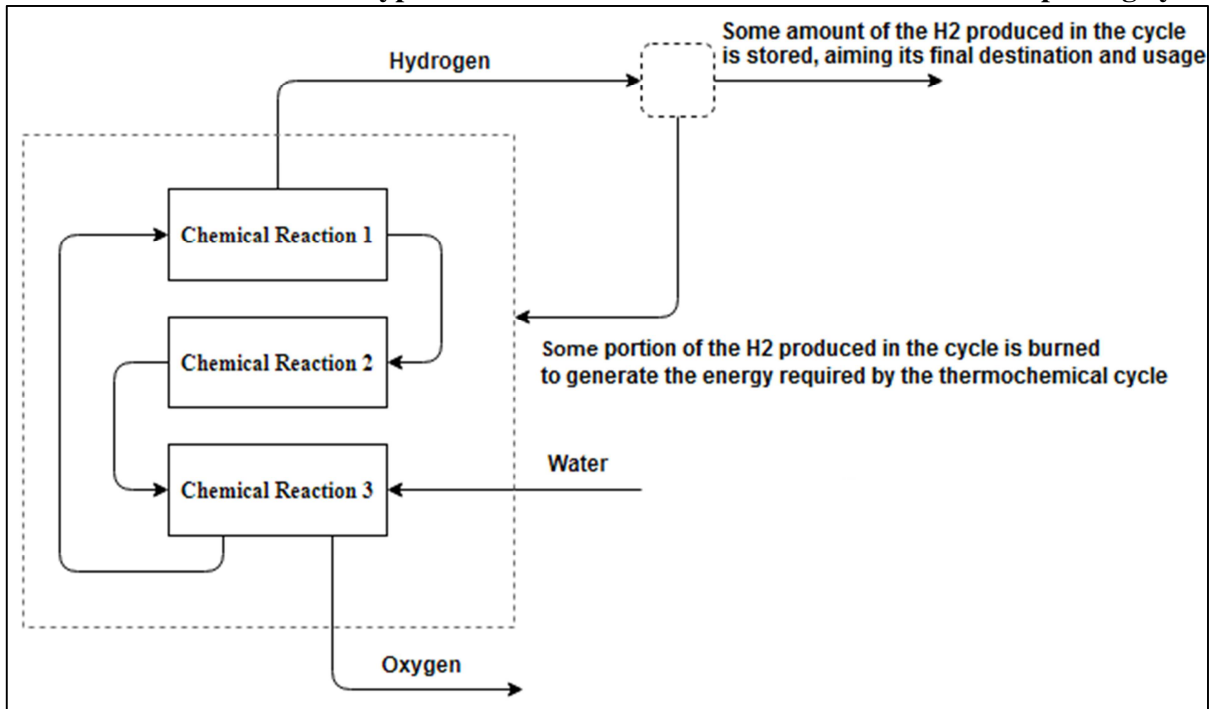 Some amount of the H2 produced in the cycle
is stored, aiming its final destination and usage
Hydrogen
Chemical Reaction 1
Chemical Reaction 2
Some portion of the H2 produced in the cycle is burned
to generate the energy required by the thermochemical cycle
Water
Chemical Reaction 3
Oxygen